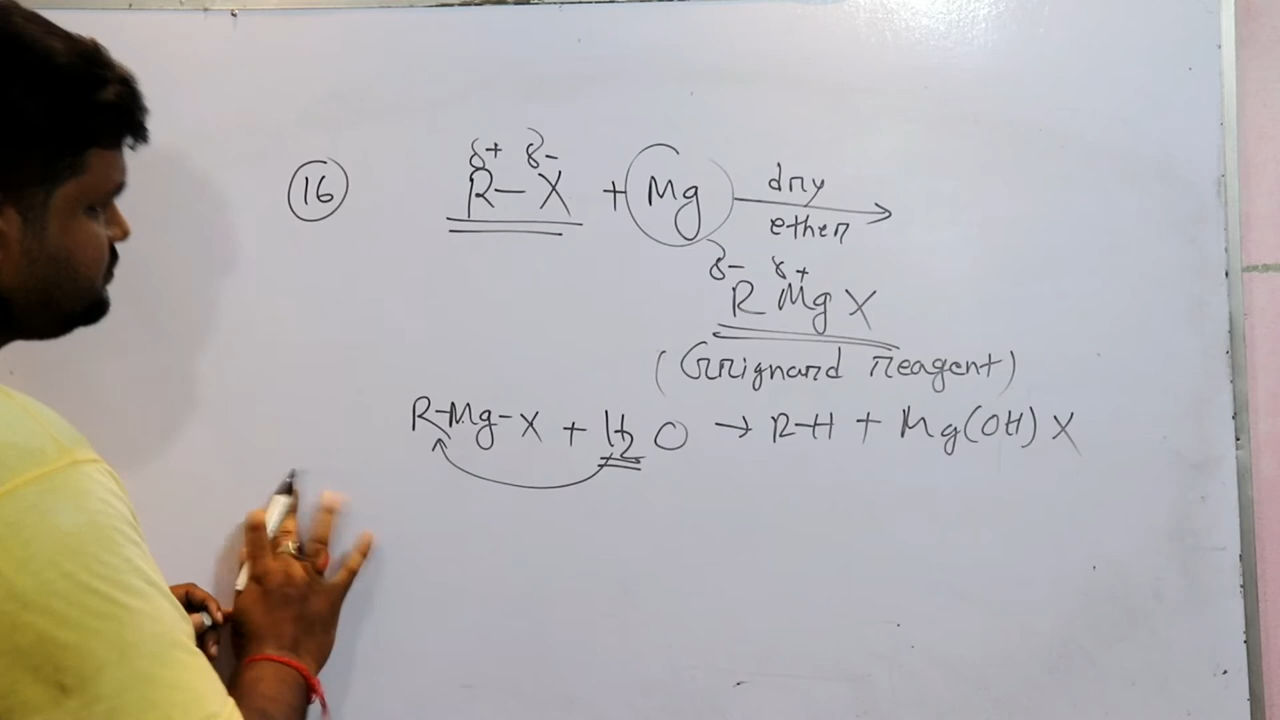 16
δ+ δ-
R-X + Mg dry ether →
δ- δ+
R Mg X
(Grignard reagent)
R-Mg-X + H2O → R-H + Mg(OH)X